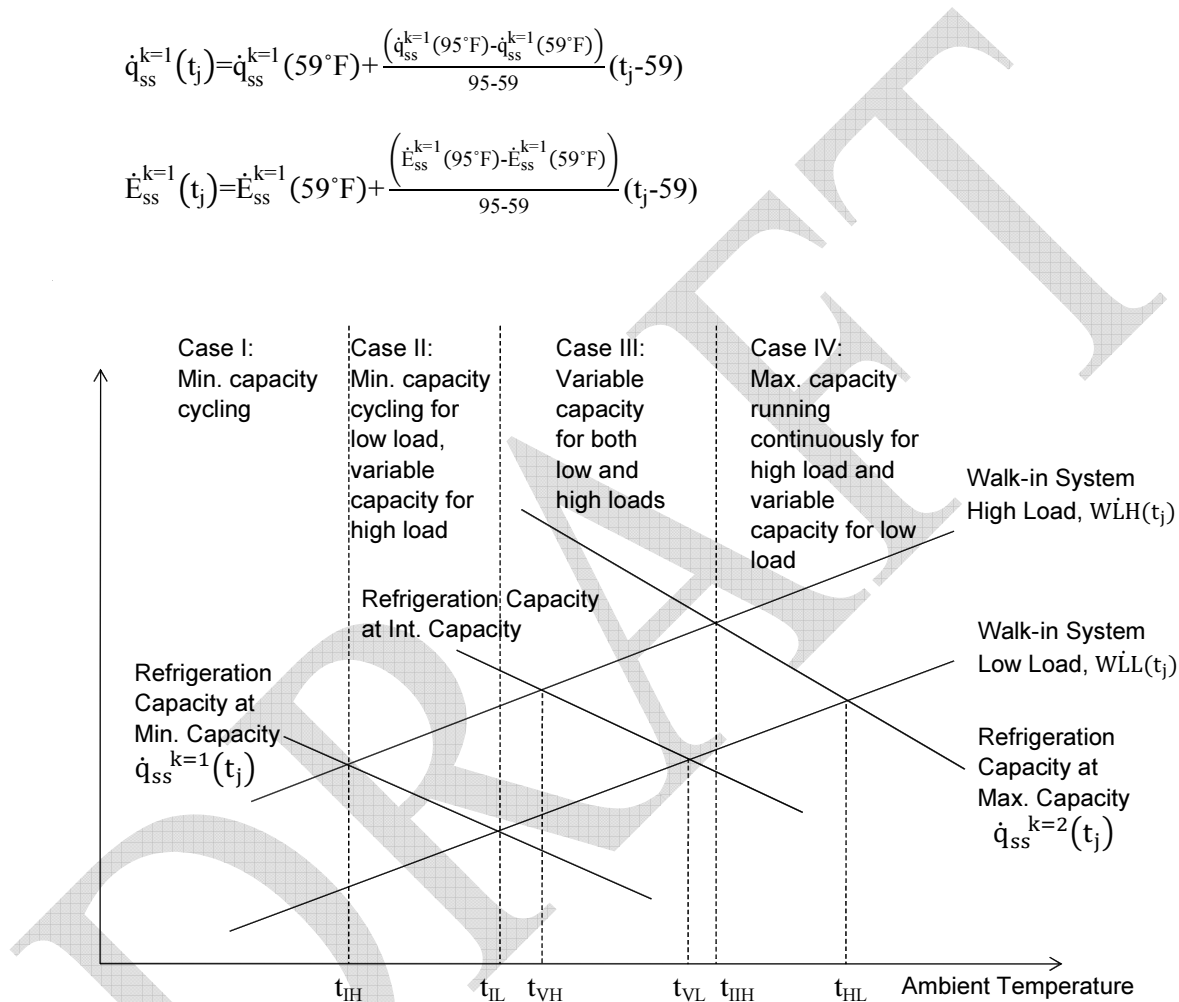 q̇ss^k=1(tj)=q̇ss^k=1(59°F)+(q̇ss^k=1(95°F)-q̇ss^k=1(59°F))/95-59(tj-59)
Ėss^k=1(tj)=Ėss^k=1(59°F)+(Ėss^k=1(95°F)-Ėss^k=1(59°F))/95-59(tj-59)
Case I:
Min. capacity
cycling
Case II:
Min. capacity
cycling for
low load,
variable
capacity for
high load
Case III:
Variable
capacity
for both
low and
high loads
Case IV:
Max. capacity
running
continuously for
high load and
variable
capacity for low
load
Walk-in System
High Load, WL̇H(tj)
Refrigeration Capacity
at Int. Capacity
Walk-in System
Low Load, WL̇L(tj)
Refrigeration
Capacity at
Min. Capacity
q̇ss^k=1(tj)
Refrigeration
Capacity at
Max. Capacity
q̇ss^k=2(tj)
tIH
tIL
tVH
tVL
tIIH
tHL
Ambient Temperature
DRAFT